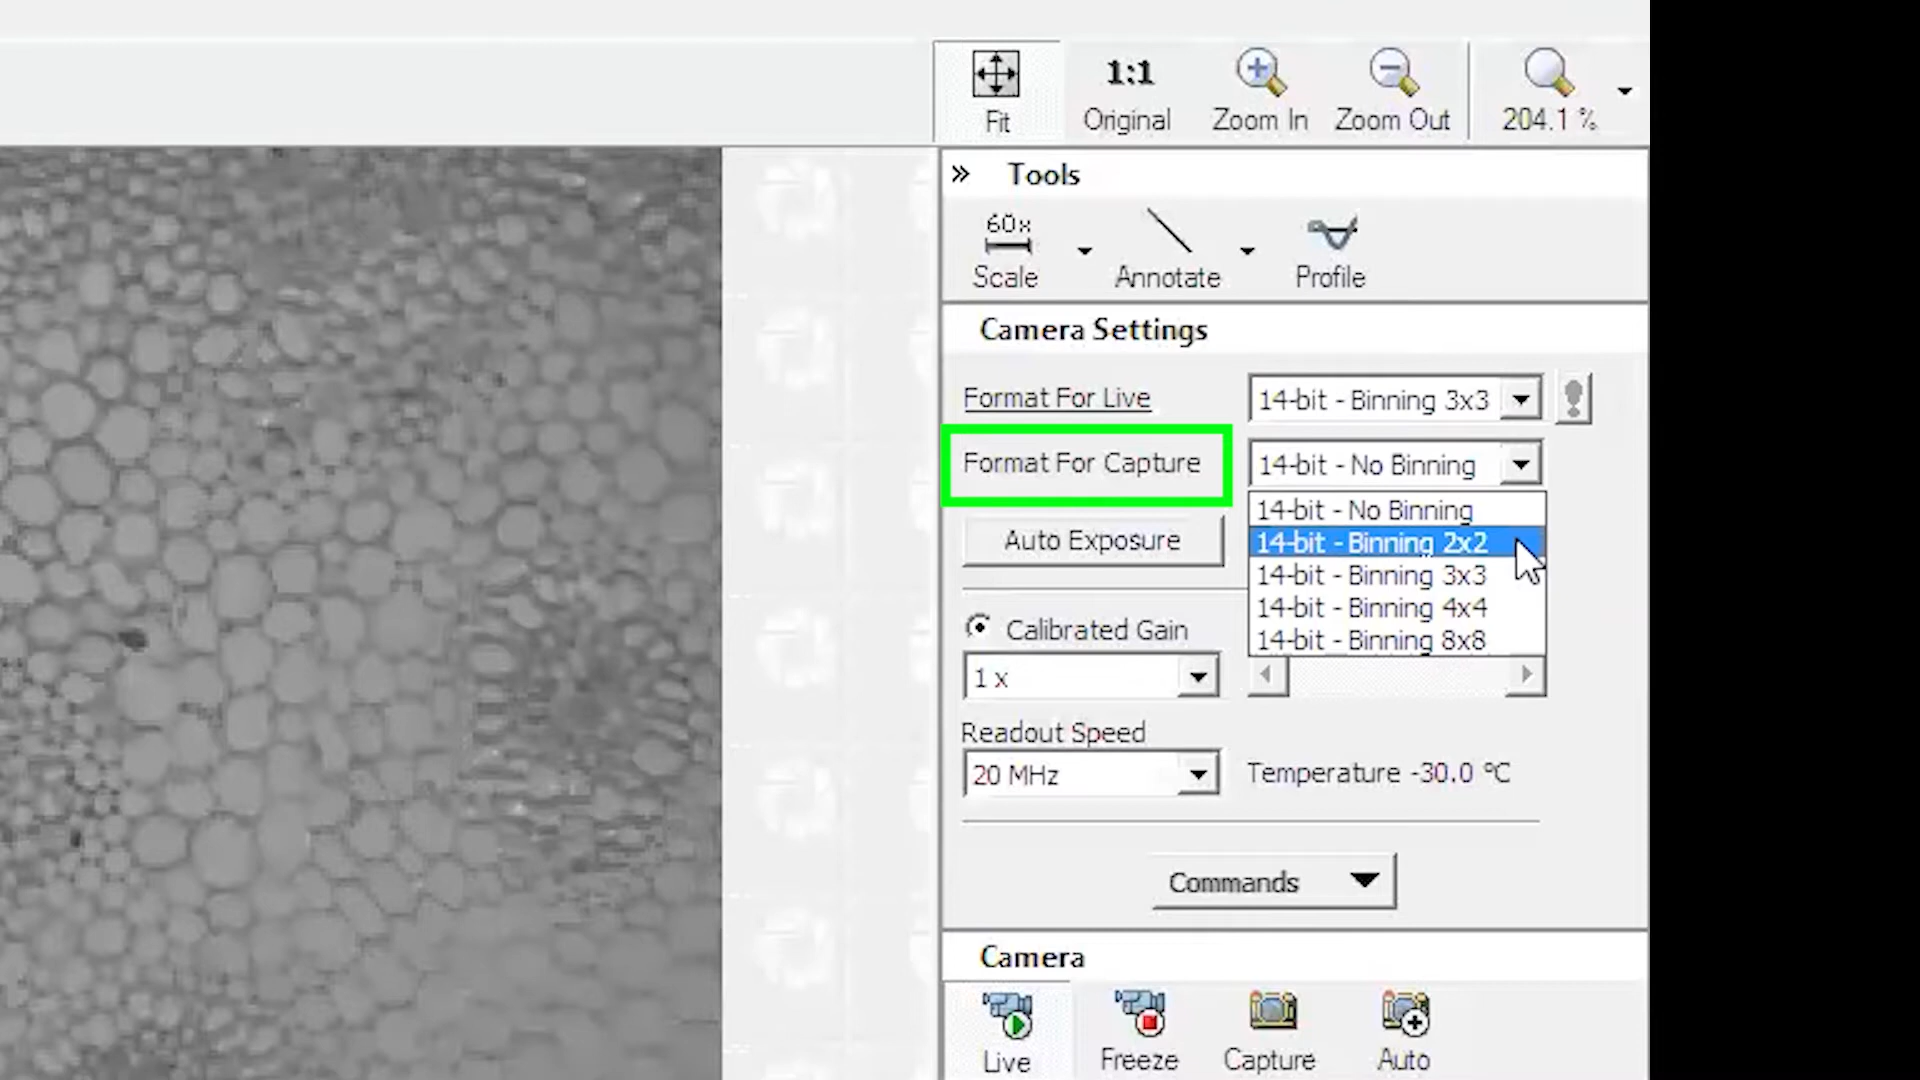 Fit
1:1
Original
Zoom In
Zoom Out
204.1 %
» Tools
60x
Scale
Annotate
Profile
Camera Settings
Format For Live
14-bit - Binning 3x3
Format For Capture
14-bit - No Binning
14-bit - No Binning
14-bit - Binning 2x2
14-bit - Binning 3x3
14-bit - Binning 4x4
14-bit - Binning 8x8
Auto Exposure
Calibrated Gain
1 x
Readout Speed
20 MHz
Temperature -30.0 °C
Commands
Camera
Live
Freeze
Capture
Auto